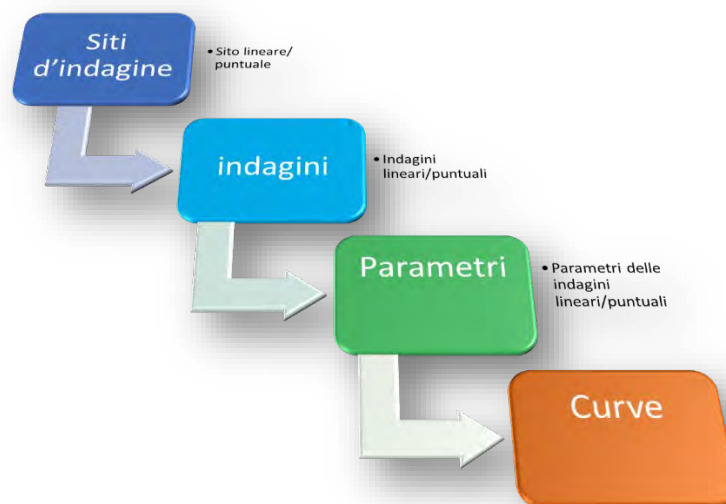 Siti
d'indagine
• Sito lineare/
puntuale
indagini
• Indagini
lineari/puntuali
Parametri
• Parametri delle
indagini
lineari/puntuali
Curve